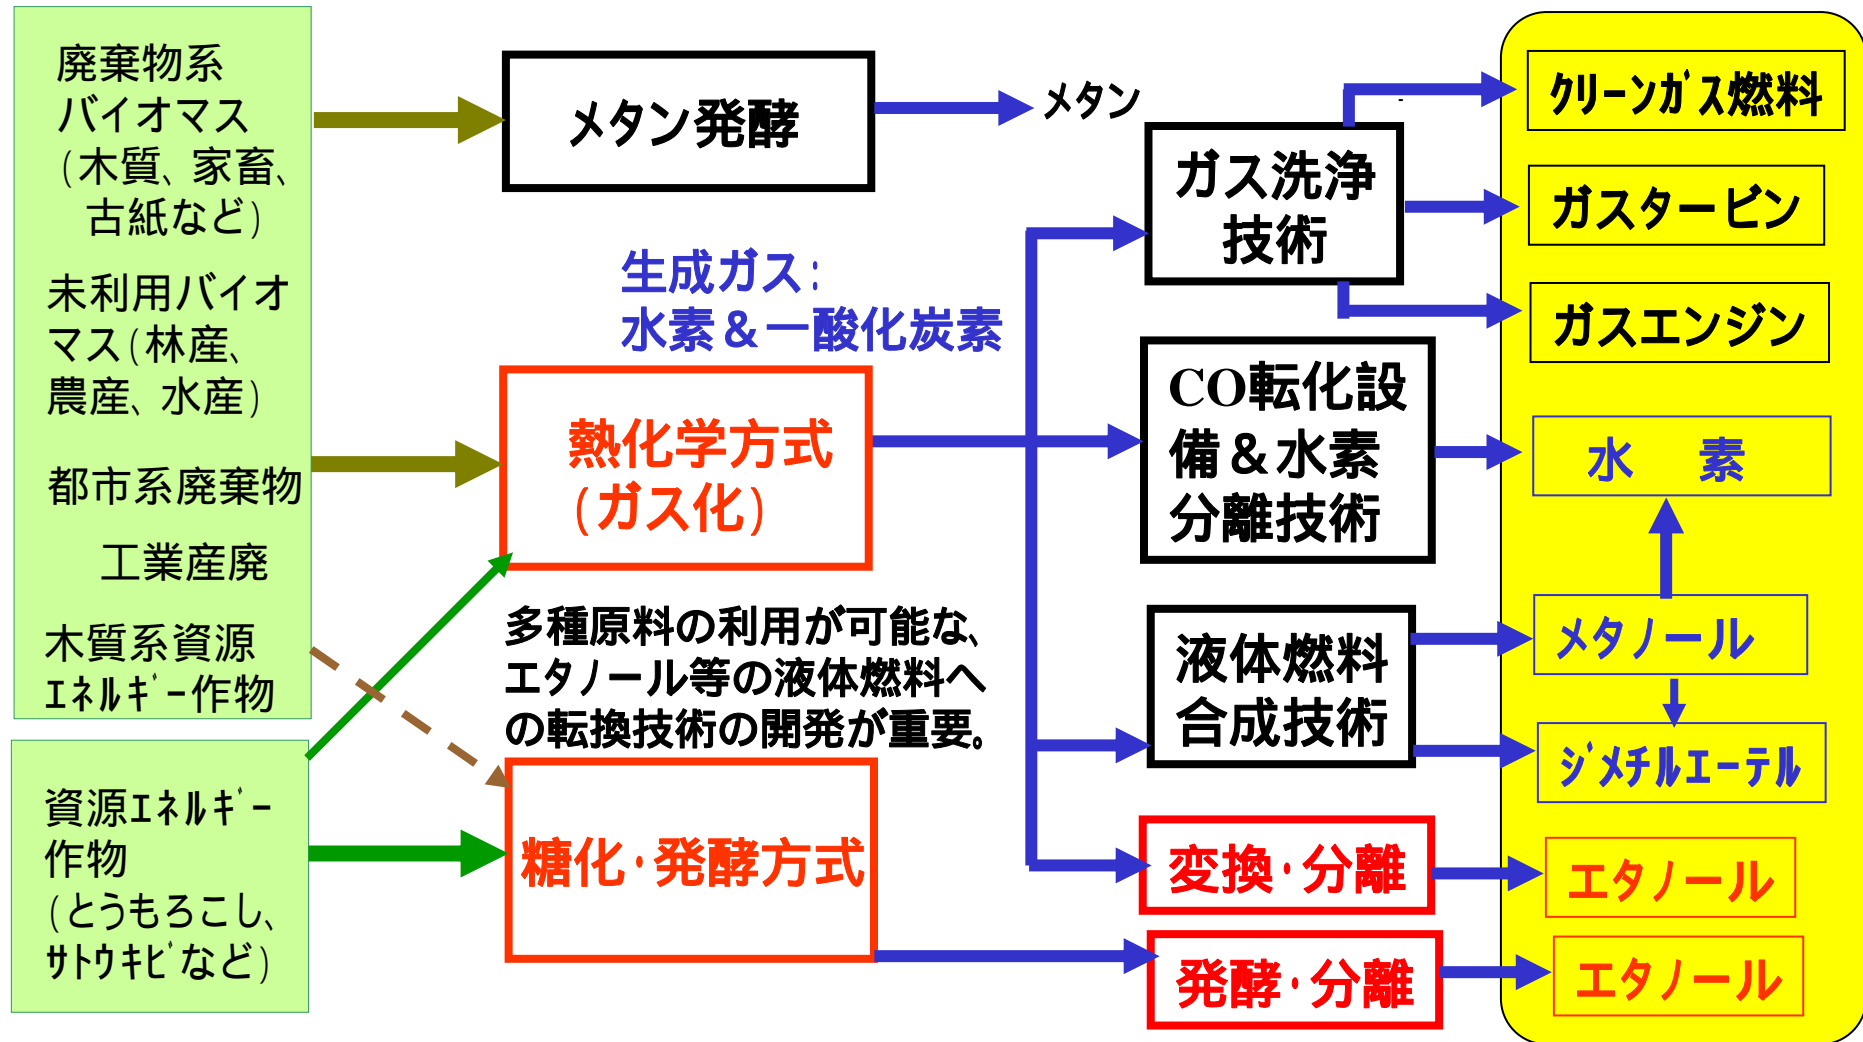 廃棄物系
バイオマス
(木質、家畜、
古紙など)
未利用バイオ
マス(林産、
農産、水産)
都市系廃棄物
工業産廃
木質系資源
ｴﾈﾙｷﾞｰ作物
資源ｴﾈﾙｷﾞｰ
作物
(とうもろこし、
ｻﾄｳｷﾋﾞなど)
メタン発酵
メタン
生成ガス:
水素＆一酸化炭素
熱化学方式
(ガス化)
多種原料の利用が可能な、
エタノール等の液体燃料へ
の転換技術の開発が重要。
糖化・発酵方式
ガス洗浄
技術
CO転化設
備＆水素
分離技術
液体燃料
合成技術
変換・分離
発酵・分離
ｸﾘｰﾝｶﾞｽ燃料
ガスタービン
ガスエンジン
水　素
メタノール
ｼﾞﾒﾁﾙｴｰﾃﾙ
エタノール
エタノール